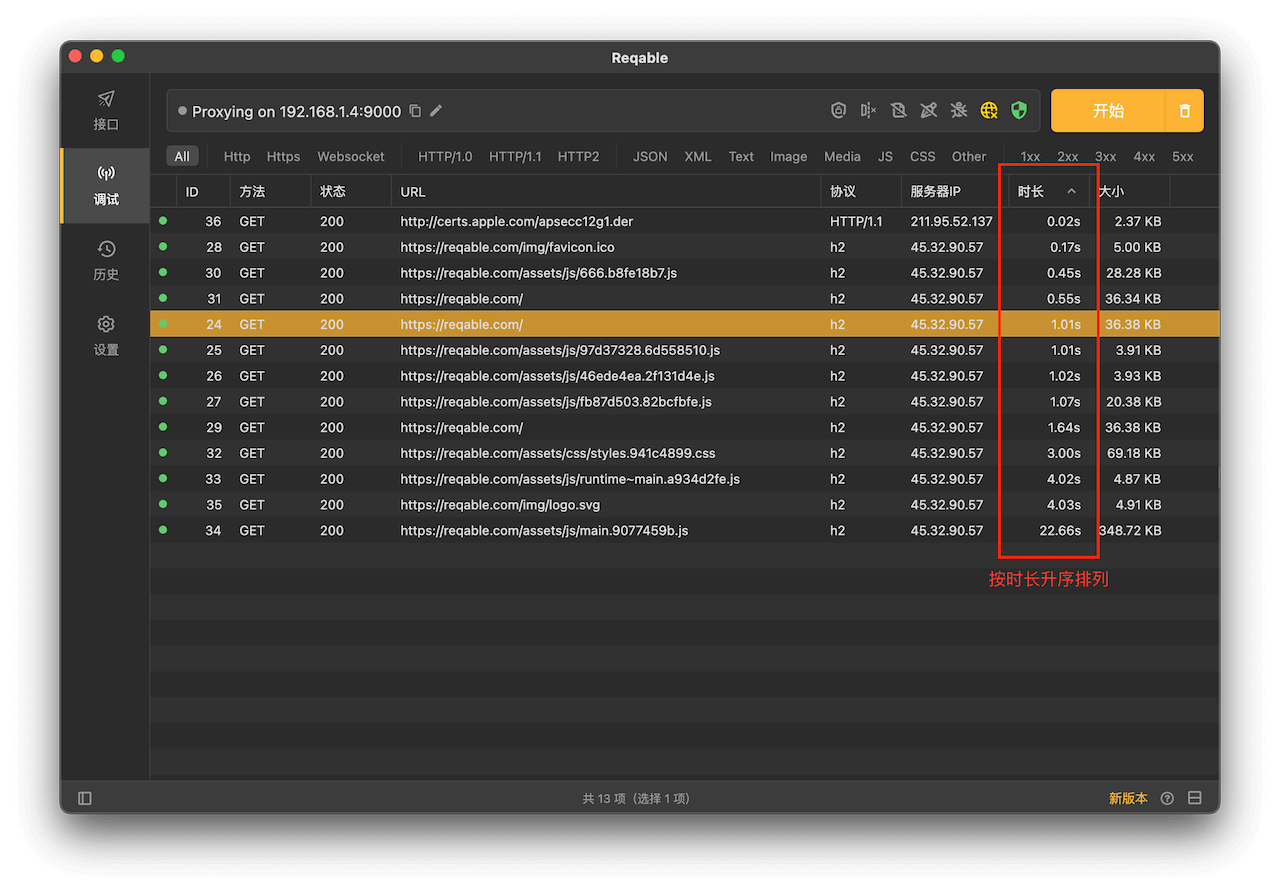 Reqable
接口
调试
历史
设置
Proxying on 192.168.1.4:9000
开始
All Http Https Websocket HTTP/1.0 HTTP/1.1 HTTP2 JSON XML Text Image Media JS CSS Other 1xx 2xx 3xx 4xx 5xx
ID 方法 状态 URL 协议 服务器IP 时长 大小
36 GET 200 http://certs.apple.com/apsecc12g1.der HTTP/1.1 211.95.52.137 0.02s 2.37 KB
28 GET 200 https://reqable.com/img/favicon.ico h2 45.32.90.57 0.17s 5.00 KB
30 GET 200 https://reqable.com/assets/js/666.b8fe18b7.js h2 45.32.90.57 0.45s 28.28 KB
31 GET 200 https://reqable.com/ h2 45.32.90.57 0.55s 36.34 KB
24 GET 200 https://reqable.com/ h2 45.32.90.57 1.01s 36.38 KB
25 GET 200 https://reqable.com/assets/js/97d37328.6d558510.js h2 45.32.90.57 1.01s 3.91 KB
26 GET 200 https://reqable.com/assets/js/46ede4ea.2f131d4e.js h2 45.32.90.57 1.02s 3.93 KB
27 GET 200 https://reqable.com/assets/js/fb87d503.82bcfbfe.js h2 45.32.90.57 1.07s 20.38 KB
29 GET 200 https://reqable.com/ h2 45.32.90.57 1.64s 36.38 KB
32 GET 200 https://reqable.com/assets/css/styles.941c4899.css h2 45.32.90.57 3.00s 69.18 KB
33 GET 200 https://reqable.com/assets/js/runtime~main.a934d2fe.js h2 45.32.90.57 4.02s 4.87 KB
35 GET 200 https://reqable.com/img/logo.svg h2 45.32.90.57 4.03s 4.91 KB
34 GET 200 https://reqable.com/assets/js/main.9077459b.js h2 45.32.90.57 22.66s 348.72 KB
按时长升序排列
共 13 项（选择 1 项）
新版本